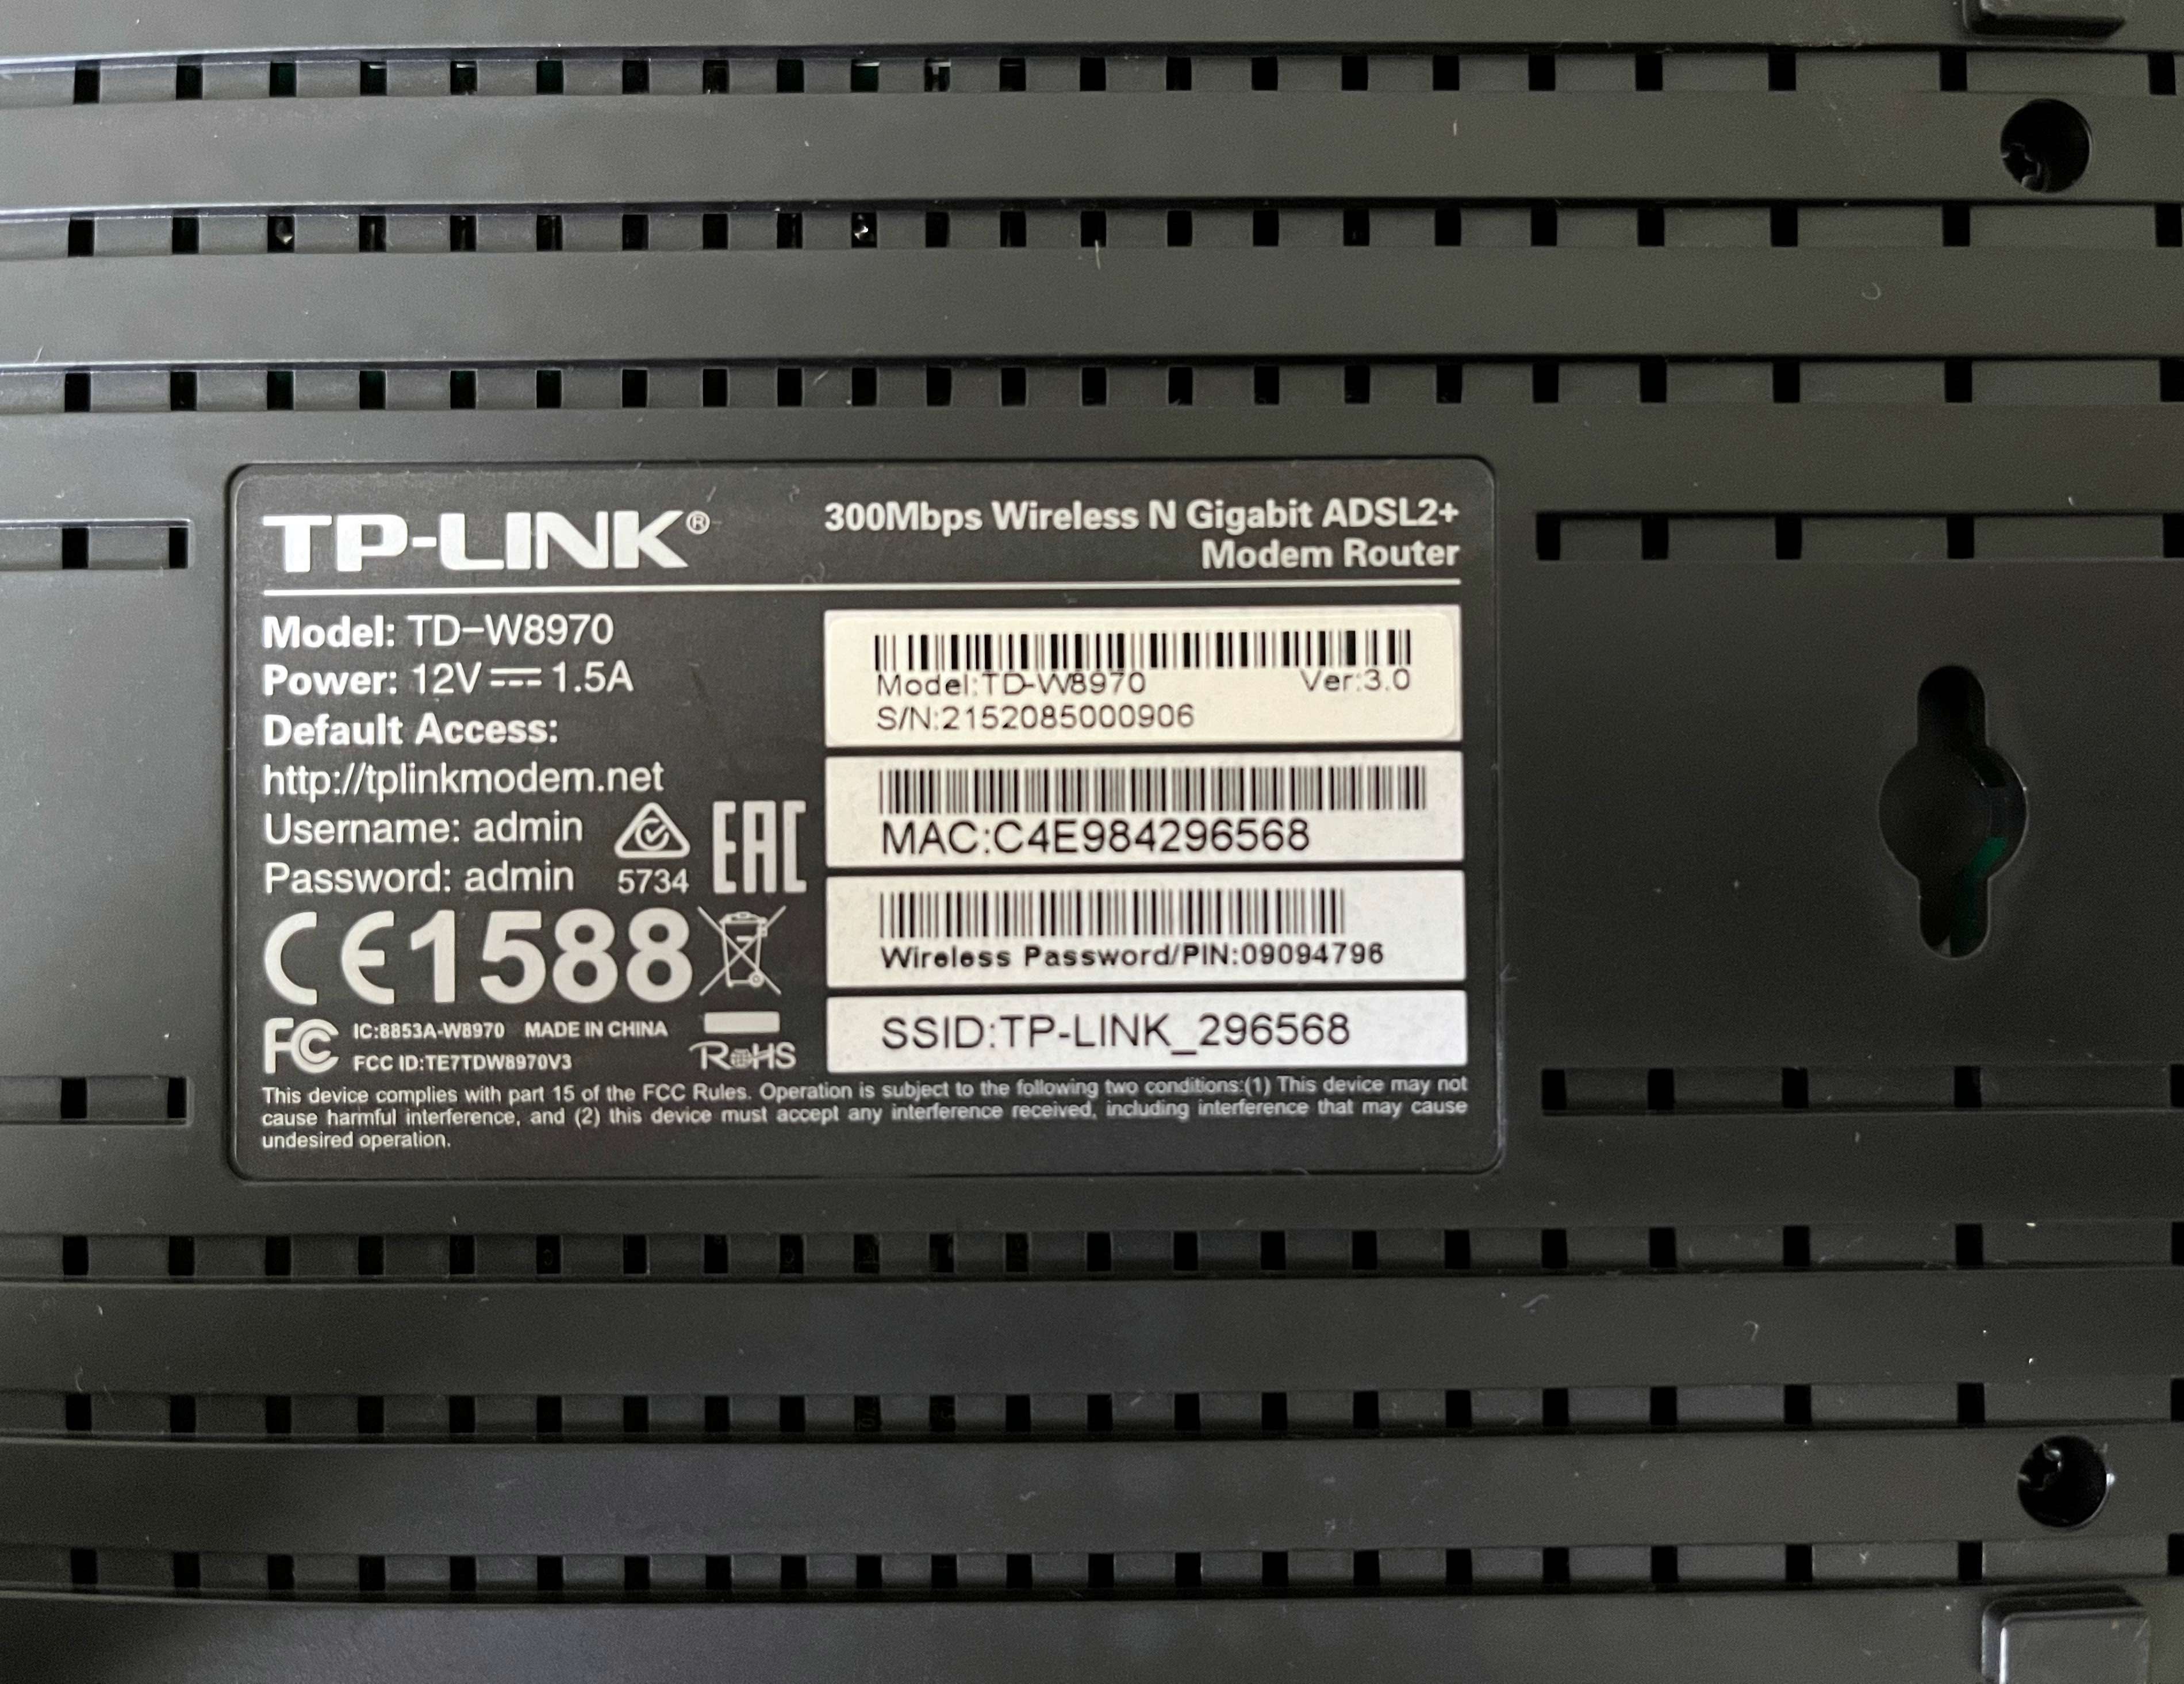 TP-LINK®
300Mbps Wireless N Gigabit ADSL2+
Modem Router
Model: TD-W8970
Power: 12V⎓1.5A
Default Access:
http://tplinkmodem.net
Username: admin
Password: admin
5734
EAC
CE1588
FC IC:8853A-W8970 MADE IN CHINA
FCC ID:TE7TDW8970V3
RoHS
Model:TD-W8970 Ver:3.0
S/N:2152085000906
MAC:C4E984296568
Wireless Password/PIN:09094796
SSID:TP-LINK_296568
This device complies with part 15 of the FCC Rules. Operation is subject to the following two conditions:(1) This device may not
cause harmful interference, and (2) this device must accept any interference received, including interference that may cause
undesired operation.